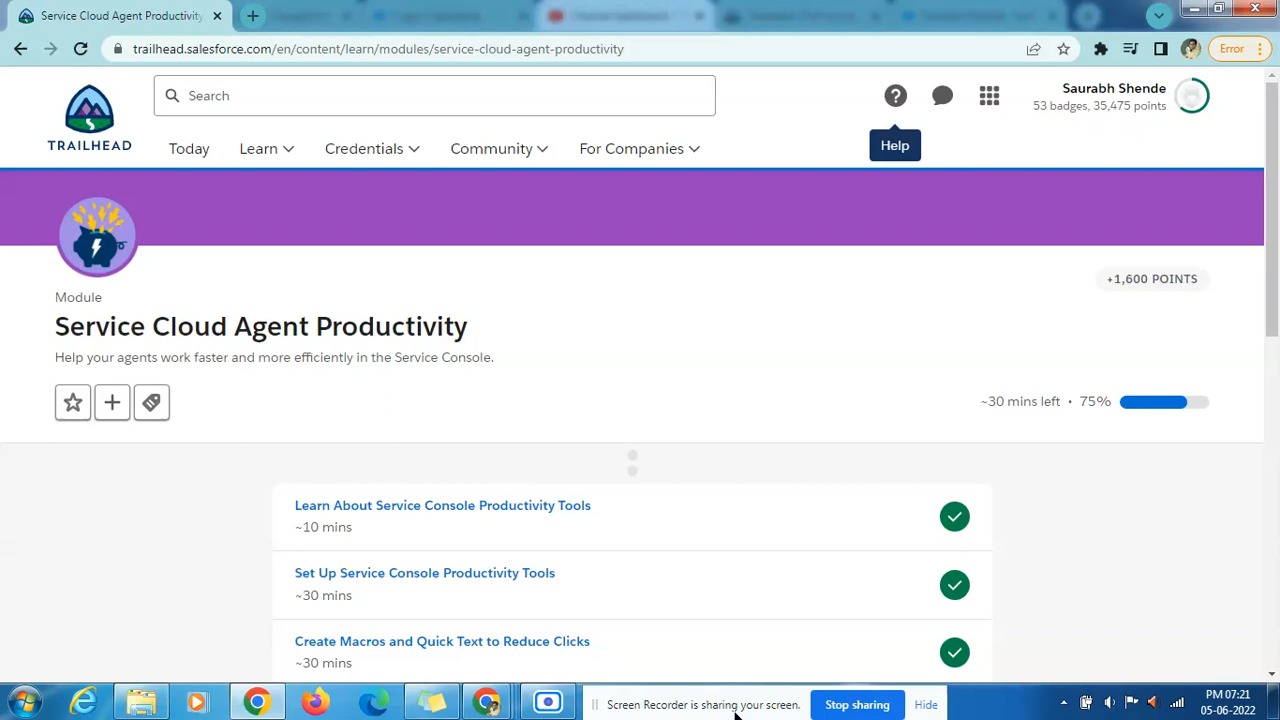 Service Cloud Agent Productivity
trailhead.salesforce.com/en/content/learn/modules/service-cloud-agent-productivity
Error
TRAILHEAD
Search
Saurabh Shende
53 badges, 35,475 points
Today
Learn
Credentials
Community
For Companies
Help
+1,600 POINTS
Module
Service Cloud Agent Productivity
Help your agents work faster and more efficiently in the Service Console.
~30 mins left • 75%
Learn About Service Console Productivity Tools
~10 mins
Set Up Service Console Productivity Tools
~30 mins
Create Macros and Quick Text to Reduce Clicks
~30 mins
Screen Recorder is sharing your screen.
Stop sharing
Hide
PM 07:21
05-06-2022